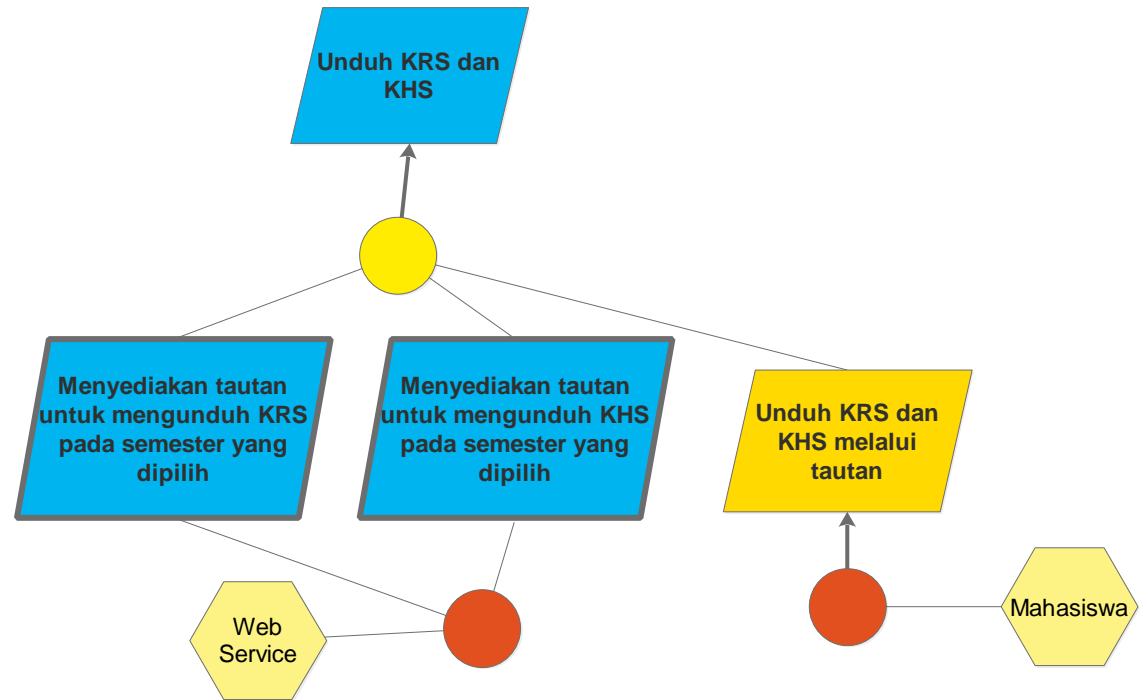 Unduh KRS dan
KHS
Menyediakan tautan
untuk mengunduh KRS
pada semester yang
dipilih
Menyediakan tautan
untuk mengunduh KHS
pada semester yang
dipilih
Unduh KRS dan
KHS melalui
tautan
Web
Service
Mahasiswa